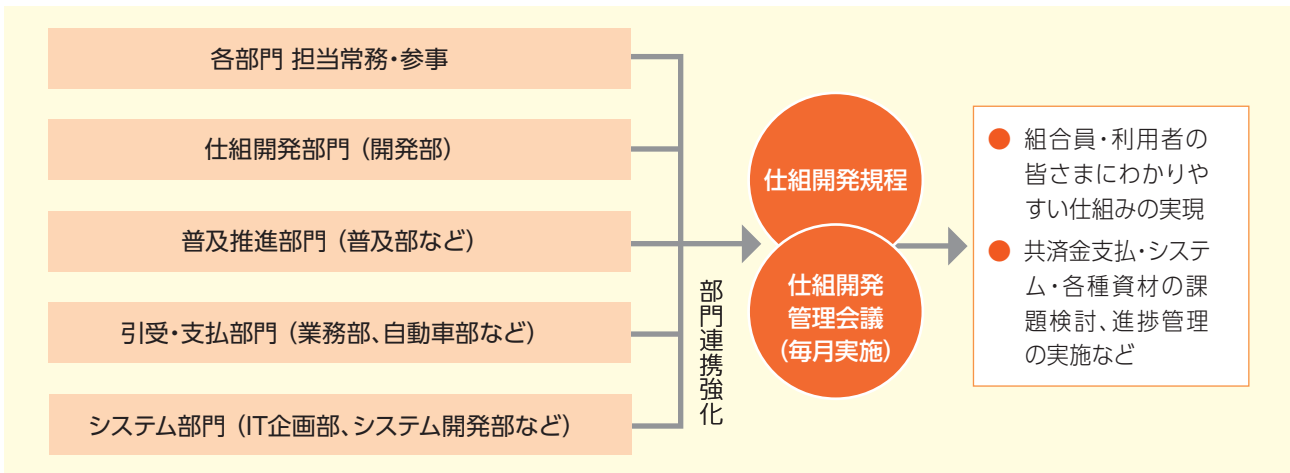 各部門 担当常務・参事
仕組開発部門（開発部）
普及推進部門（普及部など）
引受・支払部門（業務部、自動車部など）
システム部門（IT企画部、システム開発部など）
部門連携強化
仕組開発規程
仕組開発
管理会議
（毎月実施）
● 組合員・利用者の
皆さまにわかりや
すい仕組みの実現
● 共済金支払・システ
ム・各種資材の課
題検討、進捗管理
の実施など